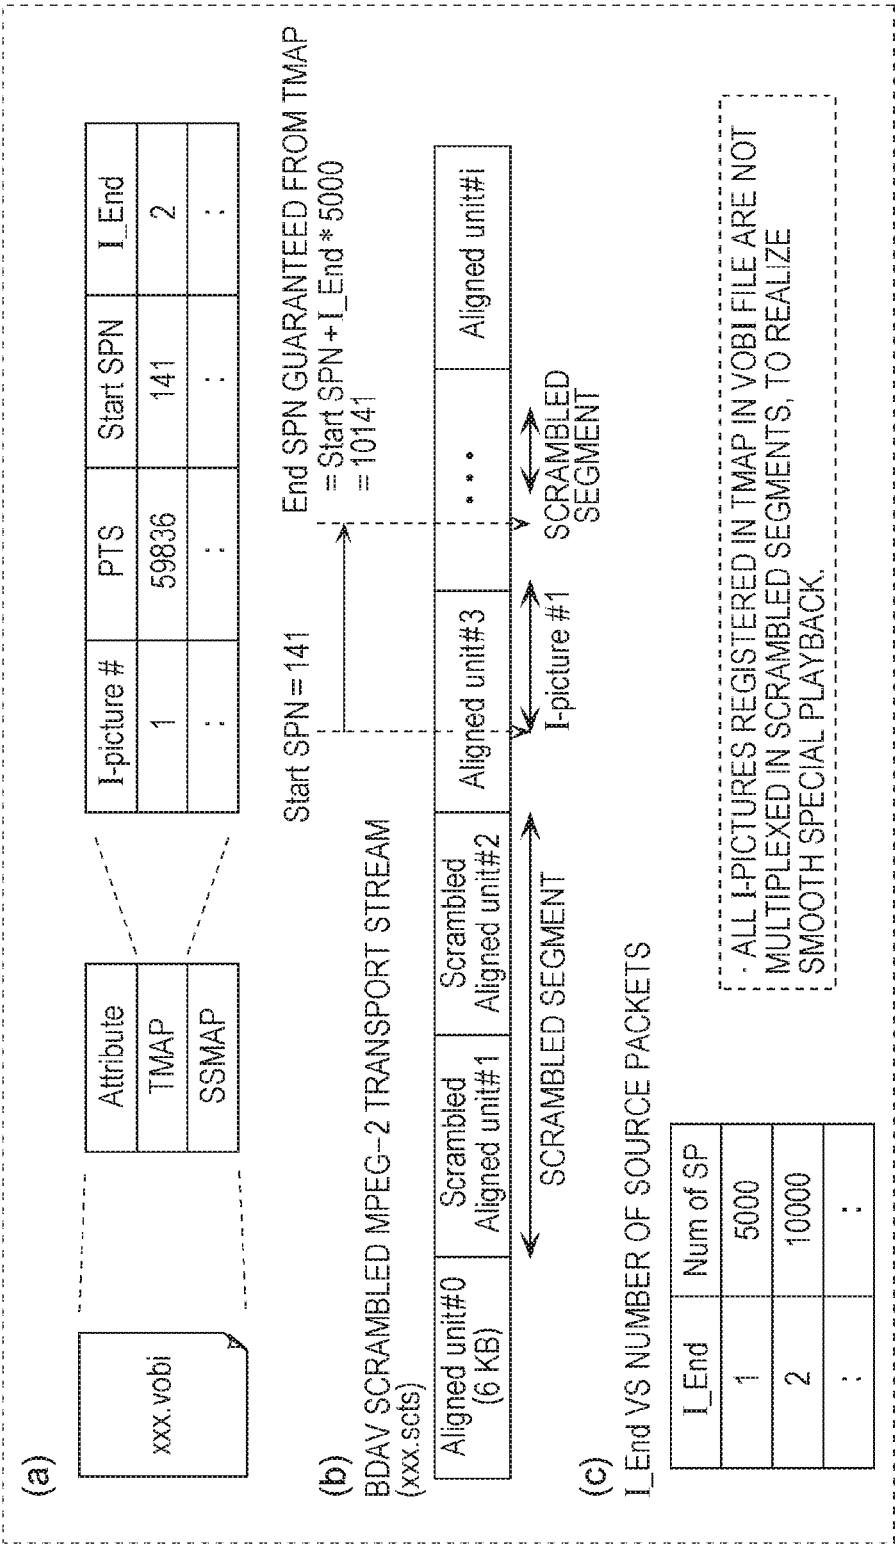 (a)
xxx.vobi
Attribute
TMAP
SSMAP
I-picture # PTS Start SPN I_End
1 59836 141 2
: : : :
(b)
BDAV SCRAMBLED MPEG-2 TRANSPORT STREAM
(xxx.scts)
Start SPN = 141
End SPN GUARANTEED FROM TMAP
= Start SPN + I_End * 5000
= 10141
Aligned unit#0
(6 KB)
Scrambled
Aligned unit#1
Scrambled
Aligned unit#2
Aligned unit#3
• • •
Aligned unit#i
SCRAMBLED SEGMENT
I-picture #1
SCRAMBLED
SEGMENT
(c)
I_End VS NUMBER OF SOURCE PACKETS
I_End Num of SP
1 5000
2 10000
: :
· ALL I-PICTURES REGISTERED IN TMAP IN VOBI FILE ARE NOT
MULTIPLEXED IN SCRAMBLED SEGMENTS, TO REALIZE
SMOOTH SPECIAL PLAYBACK.